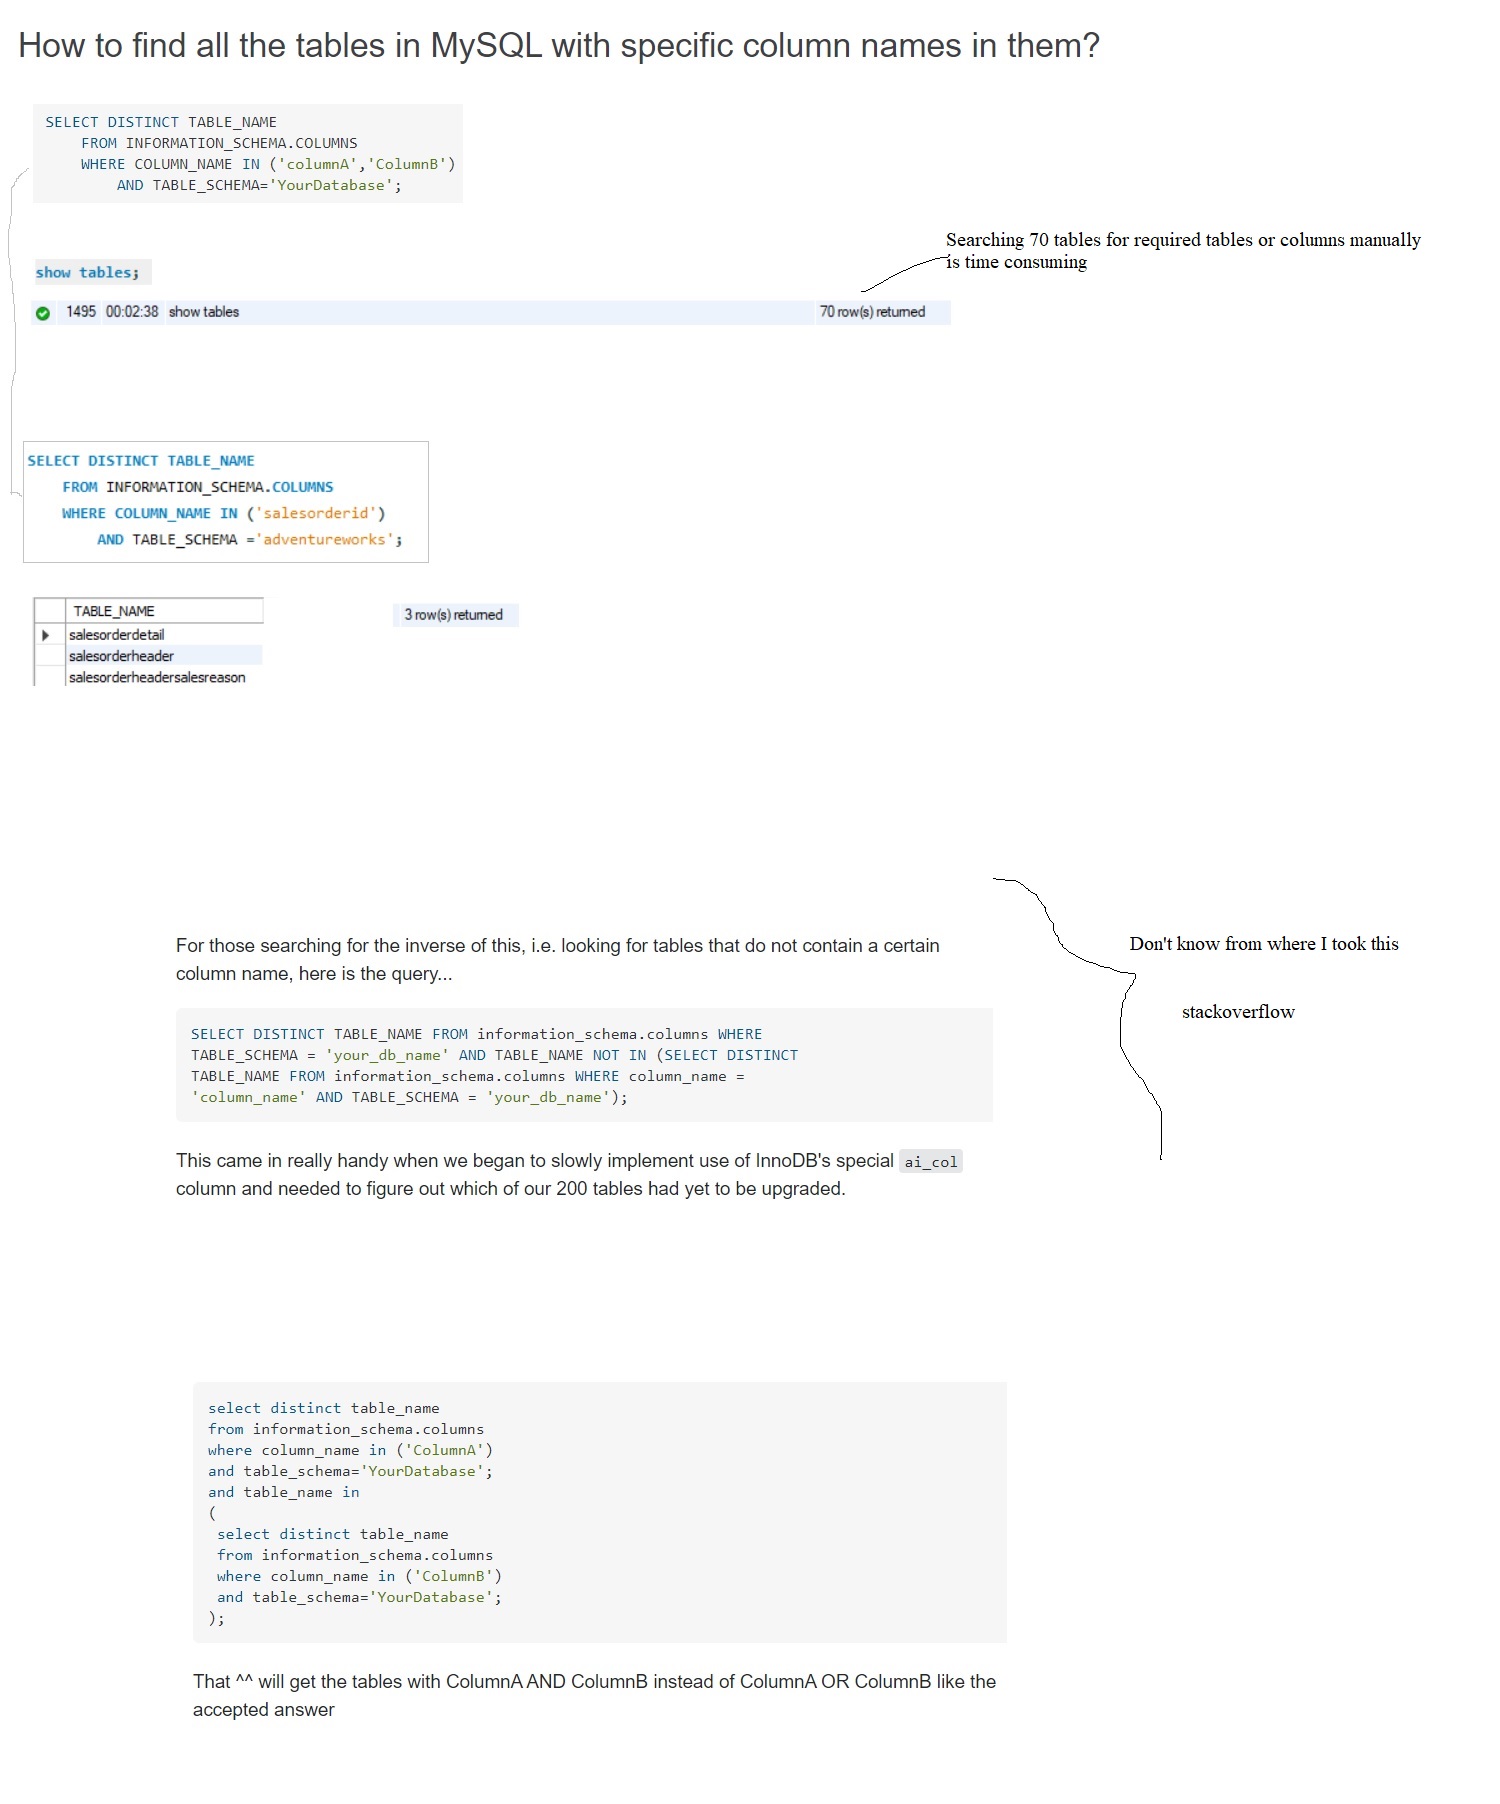 How to find all the tables in MySQL with specific column names in them?
SELECT DISTINCT TABLE_NAME
FROM INFORMATION_SCHEMA.COLUMNS
WHERE COLUMN_NAME IN ('columnA','ColumnB')
AND TABLE_SCHEMA='YourDatabase';
Searching 70 tables for required tables or columns manually
is time consuming
show tables;
1495 00:02:38 show tables 70 row(s) returned
SELECT DISTINCT TABLE_NAME
FROM INFORMATION_SCHEMA.COLUMNS
WHERE COLUMN_NAME IN ('salesorderid')
AND TABLE_SCHEMA ='adventureworks';
TABLE_NAME 3 row(s) returned
salesorderdetail
salesorderheader
salesorderheadersalesreason
For those searching for the inverse of this, i.e. looking for tables that do not contain a certain
column name, here is the query...
Don't know from where I took this
stackoverflow
SELECT DISTINCT TABLE_NAME FROM information_schema.columns WHERE
TABLE_SCHEMA = 'your_db_name' AND TABLE_NAME NOT IN (SELECT DISTINCT
TABLE_NAME FROM information_schema.columns WHERE column_name =
'column_name' AND TABLE_SCHEMA = 'your_db_name');
This came in really handy when we began to slowly implement use of InnoDB's special ai_col
column and needed to figure out which of our 200 tables had yet to be upgraded.
select distinct table_name
from information_schema.columns
where column_name in ('ColumnA')
and table_schema='YourDatabase';
and table_name in
(
select distinct table_name
from information_schema.columns
where column_name in ('ColumnB')
and table_schema='YourDatabase';
);
That ^^ will get the tables with ColumnA AND ColumnB instead of ColumnA OR ColumnB like the
accepted answer